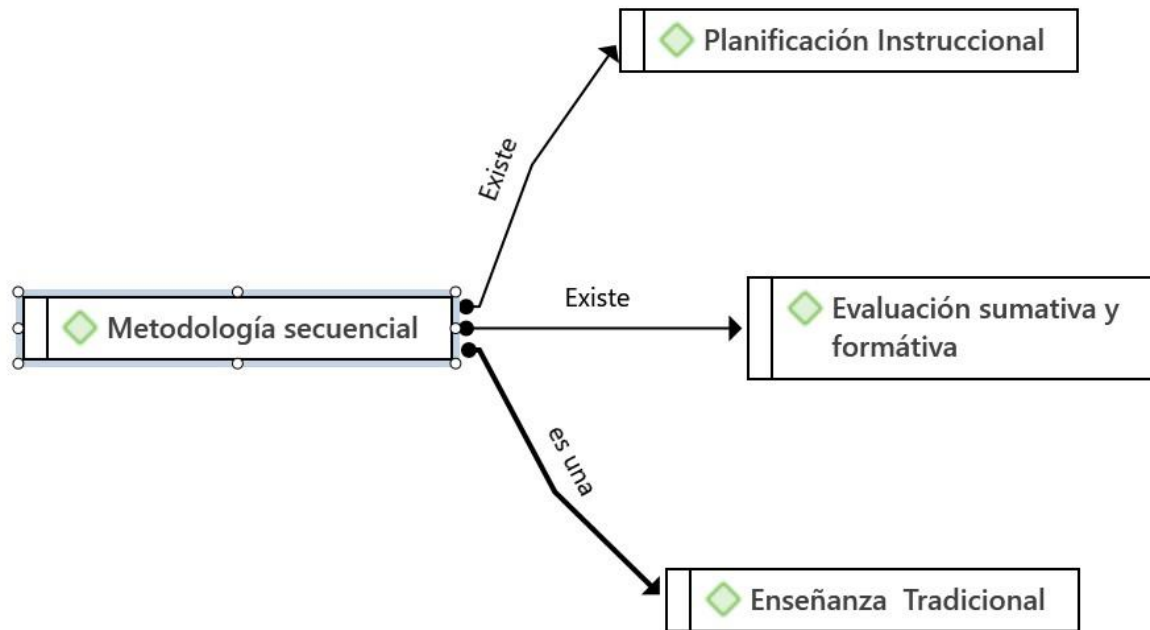 Planificación Instruccional
Existe
Existe
Metodología secuencial
Evaluación sumativa y
formátiva
es una
Enseñanza  Tradicional